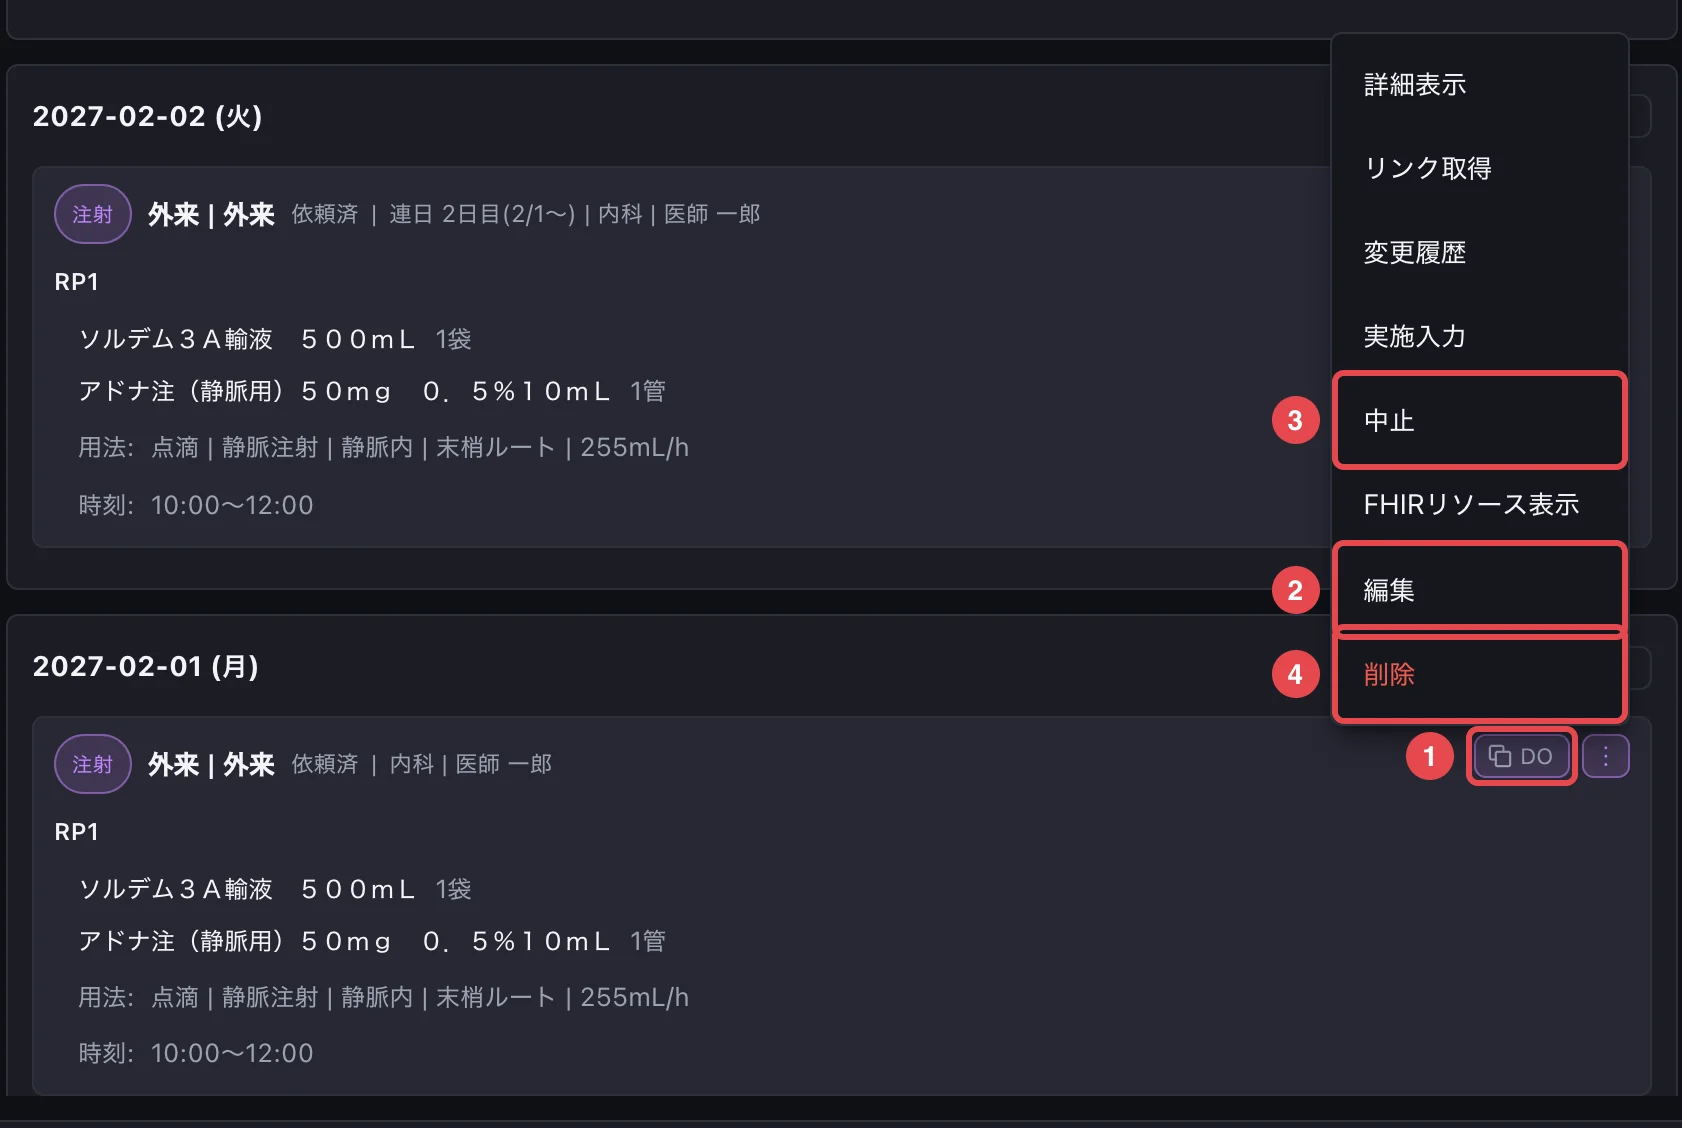 2027-02-02 (火)
注射 外来 | 外来 依頼済 | 連日 2日目(2/1〜) | 内科 | 医師 一郎
RP1
ソルデム３Ａ輸液　５００ｍＬ 1袋
アドナ注（静脈用）５０ｍｇ　０．５％１０ｍＬ 1管
用法: 点滴 | 静脈注射 | 静脈内 | 末梢ルート | 255mL/h
時刻: 10:00〜12:00
詳細表示
リンク取得
変更履歴
実施入力
3 中止
FHIRリソース表示
2 編集
4 削除
2027-02-01 (月)
1 DO
注射 外来 | 外来 依頼済 | 内科 | 医師 一郎
RP1
ソルデム３Ａ輸液　５００ｍＬ 1袋
アドナ注（静脈用）５０ｍｇ　０．５％１０ｍＬ 1管
用法: 点滴 | 静脈注射 | 静脈内 | 末梢ルート | 255mL/h
時刻: 10:00〜12:00